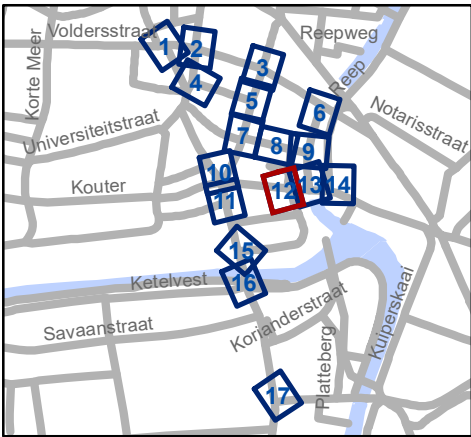 Voldersstraat
Reepweg
Korte Meer
1
2
3
Reep
4
5
6
Notarisstraat
Universiteitstraat
7
8
9
10
Kouter
11
12
13
14
15
16
Ketelvest
Korianderstraat
Savaanstraat
Platteberg
Kuiperskaai
17